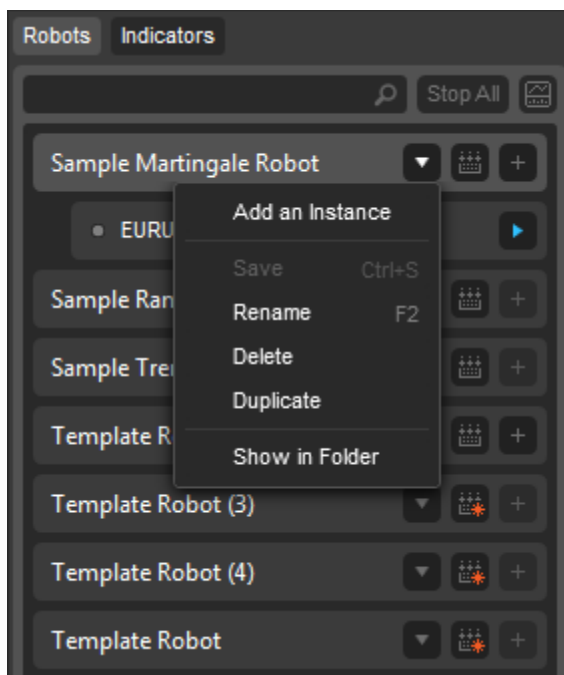 Robots Indicators
Stop All
Sample Martingale Robot
Add an Instance
EURU
Save Ctrl+S
Sample Ran
Rename F2
Delete
Sample Tre
Duplicate
Template R
Show in Folder
Template Robot (3)
Template Robot (4)
Template Robot